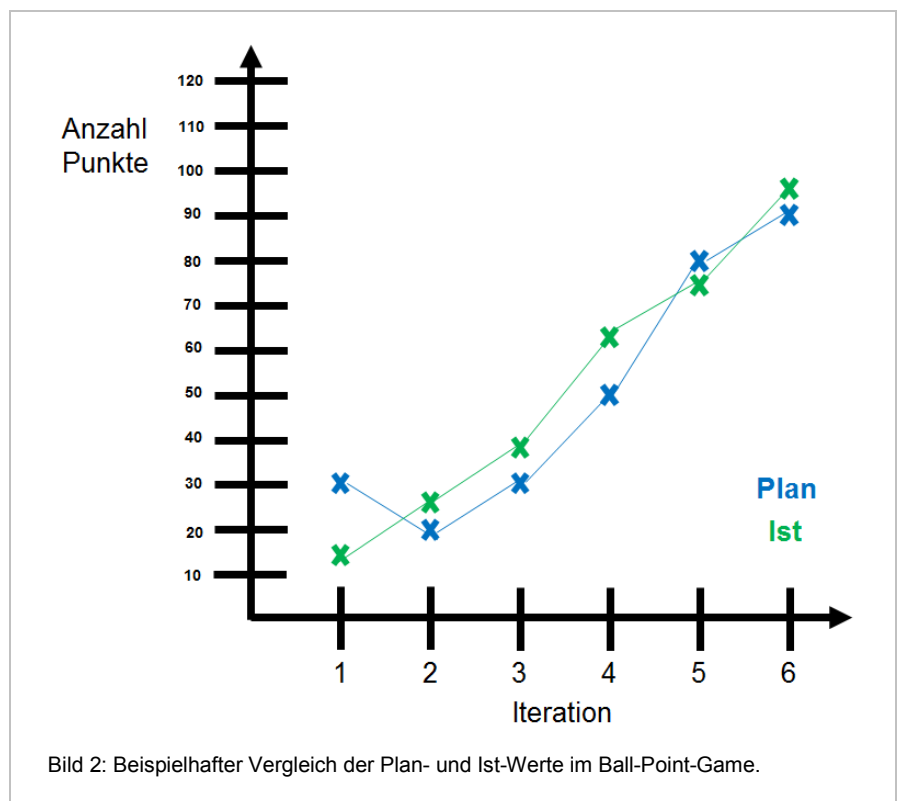 120
Anzahl
Punkte
110
100
90
80
70
60
50
40
30
20
10
Plan
Ist
1 2 3 4 5 6
Iteration
Bild 2: Beispielhafter Vergleich der Plan- und Ist-Werte im Ball-Point-Game.